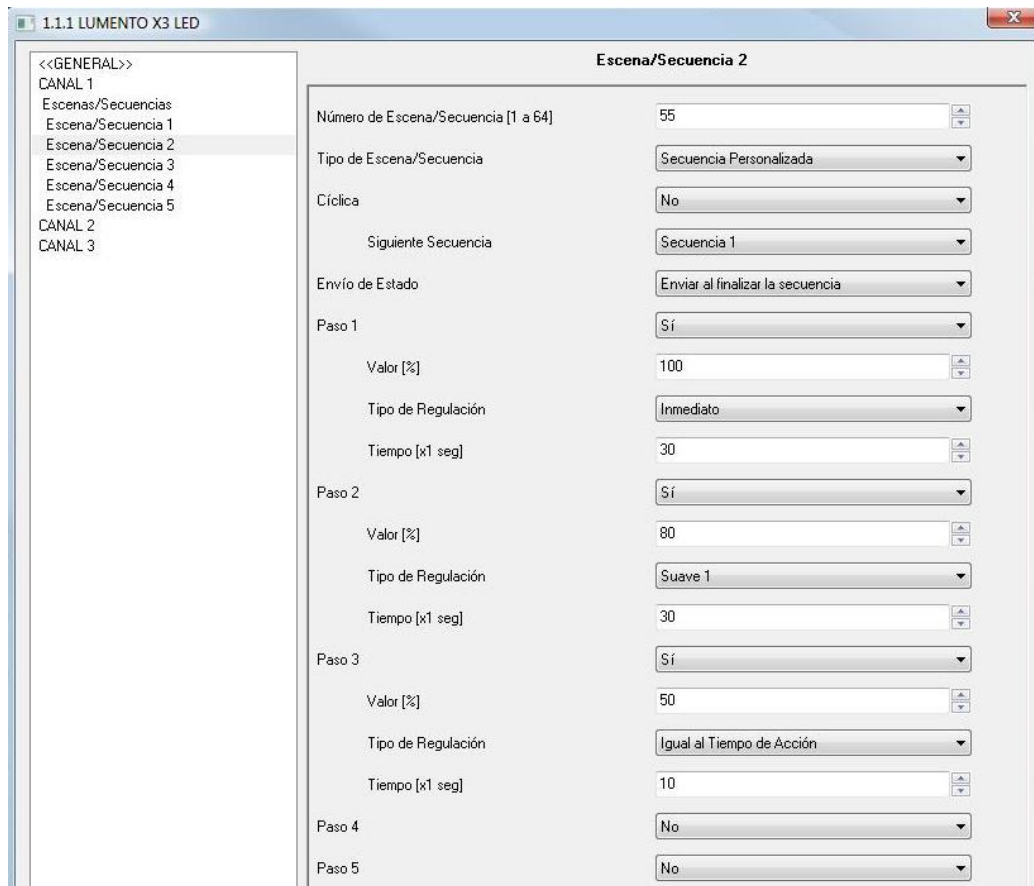 1.1.1 LUMENTO X3 LED
x
<<GENERAL>>
CANAL 1
Escenas/Secuencias
Escena/Secuencia 1
Escena/Secuencia 2
Escena/Secuencia 3
Escena/Secuencia 4
Escena/Secuencia 5
CANAL 2
CANAL 3
Escena/Secuencia 2
Número de Escena/Secuencia [1 a 64] 55
Tipo de Escena/Secuencia Secuencia Personalizada
Cíclica No
Siguiente Secuencia Secuencia 1
Envío de Estado Enviar al finalizar la secuencia
Paso 1 Sí
Valor [%] 100
Tipo de Regulación Inmediato
Tiempo [x1 seg] 30
Paso 2 Sí
Valor [%] 80
Tipo de Regulación Suave 1
Tiempo [x1 seg] 30
Paso 3 Sí
Valor [%] 50
Tipo de Regulación Igual al Tiempo de Acción
Tiempo [x1 seg] 10
Paso 4 No
Paso 5 No